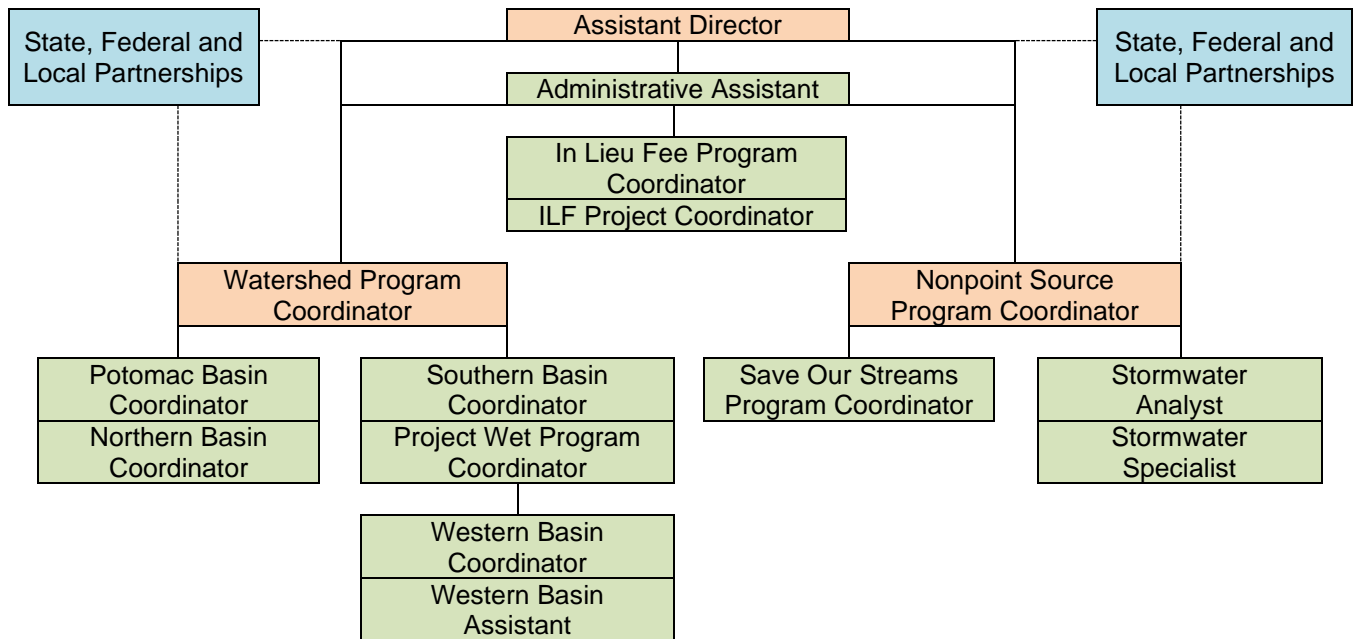 State, Federal and
Local Partnerships
Assistant Director
State, Federal and
Local Partnerships
Administrative Assistant
In Lieu Fee Program
Coordinator
ILF Project Coordinator
Watershed Program
Coordinator
Nonpoint Source
Program Coordinator
Potomac Basin
Coordinator
Northern Basin
Coordinator
Southern Basin
Coordinator
Project Wet Program
Coordinator
Save Our Streams
Program Coordinator
Stormwater
Analyst
Stormwater
Specialist
Western Basin
Coordinator
Western Basin
Assistant